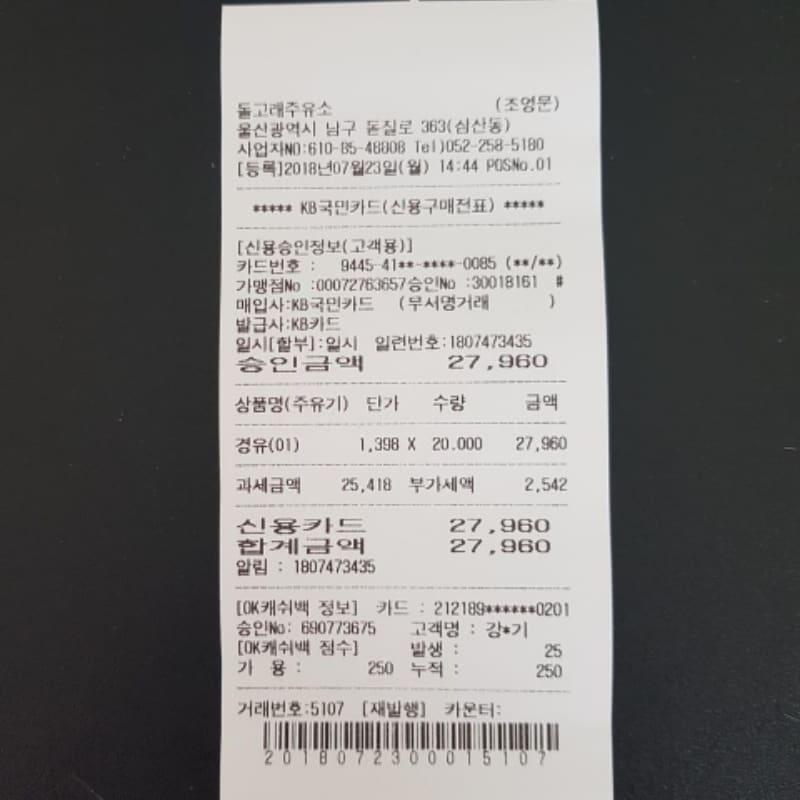 돌고래주유소 (조영문)
울산광역시 남구 돋질로 363(삼산동)
사업자NO:610-85-48808 Tel)052-258-5180
[등록]2018년07월23일(월) 14:44 POSNo.01
***** KB국민카드(신용구매전표) *****
[신용승인정보(고객용)]
카드번호 : 9445-41**-****-0085 (**/**)
가맹점No :00072763657승인No :30018161 #
매입사:KB국민카드 (무서명거래 )
발급사:KB카드
일시[할부]:일시 일련번호:1807473435
승인금액 27,960
상품명(주유기) 단가 수량 금액
경유(01) 1,398 X 20.000 27,960
과세금액 25,418 부가세액 2,542
신용카드 27,960
합계금액 27,960
알림 : 1807473435
[OK캐쉬백 정보] 카드 : 212189******0201
승인No: 690773675 고객명 : 강*기
[OK캐쉬백 점수] 발생 : 25
가 용 : 250 누적 : 250
거래번호:5107 [재발행] 카운터:
2018072300015107